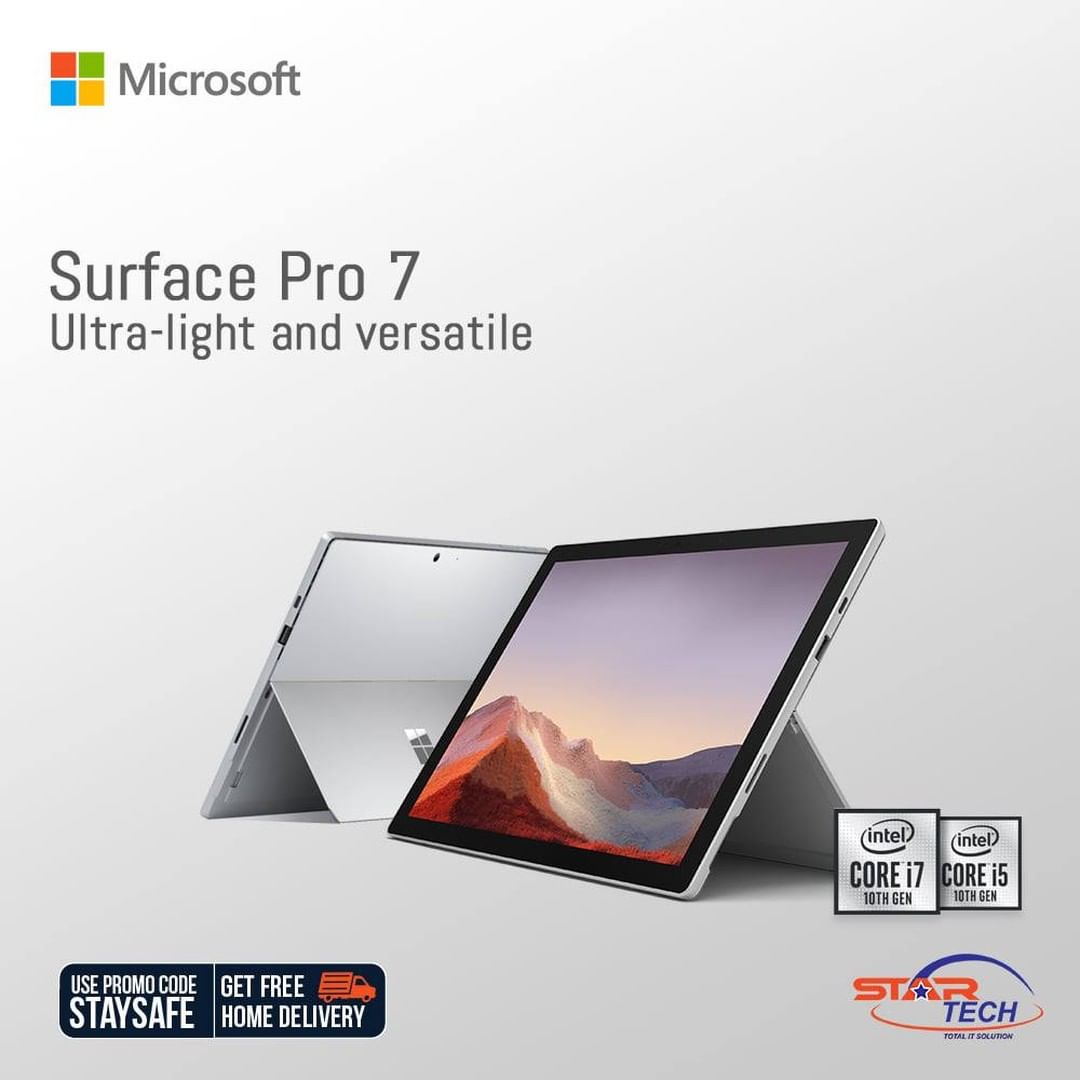 Microsoft
Surface Pro 7
Ultra-light and versatile
intel
CORE i7
10TH GEN
intel
CORE i5
10TH GEN
USE PROMO CODE
STAYSAFE
GET FREE
HOME DELIVERY
STAR
TECH
TOTAL IT SOLUTION